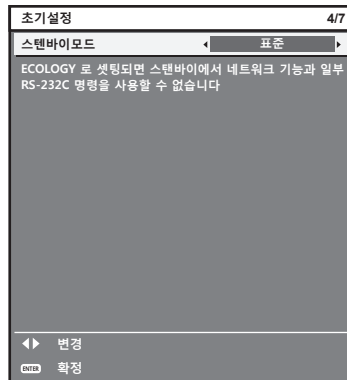 초기설정 4/7
스텐바이모드 표준
ECOLOGY 로 셋팅되면 스탠바이에서 네트워크 기능과 일부
RS-232C 명령을 사용할 수 없습니다
변경
ENTER 확정